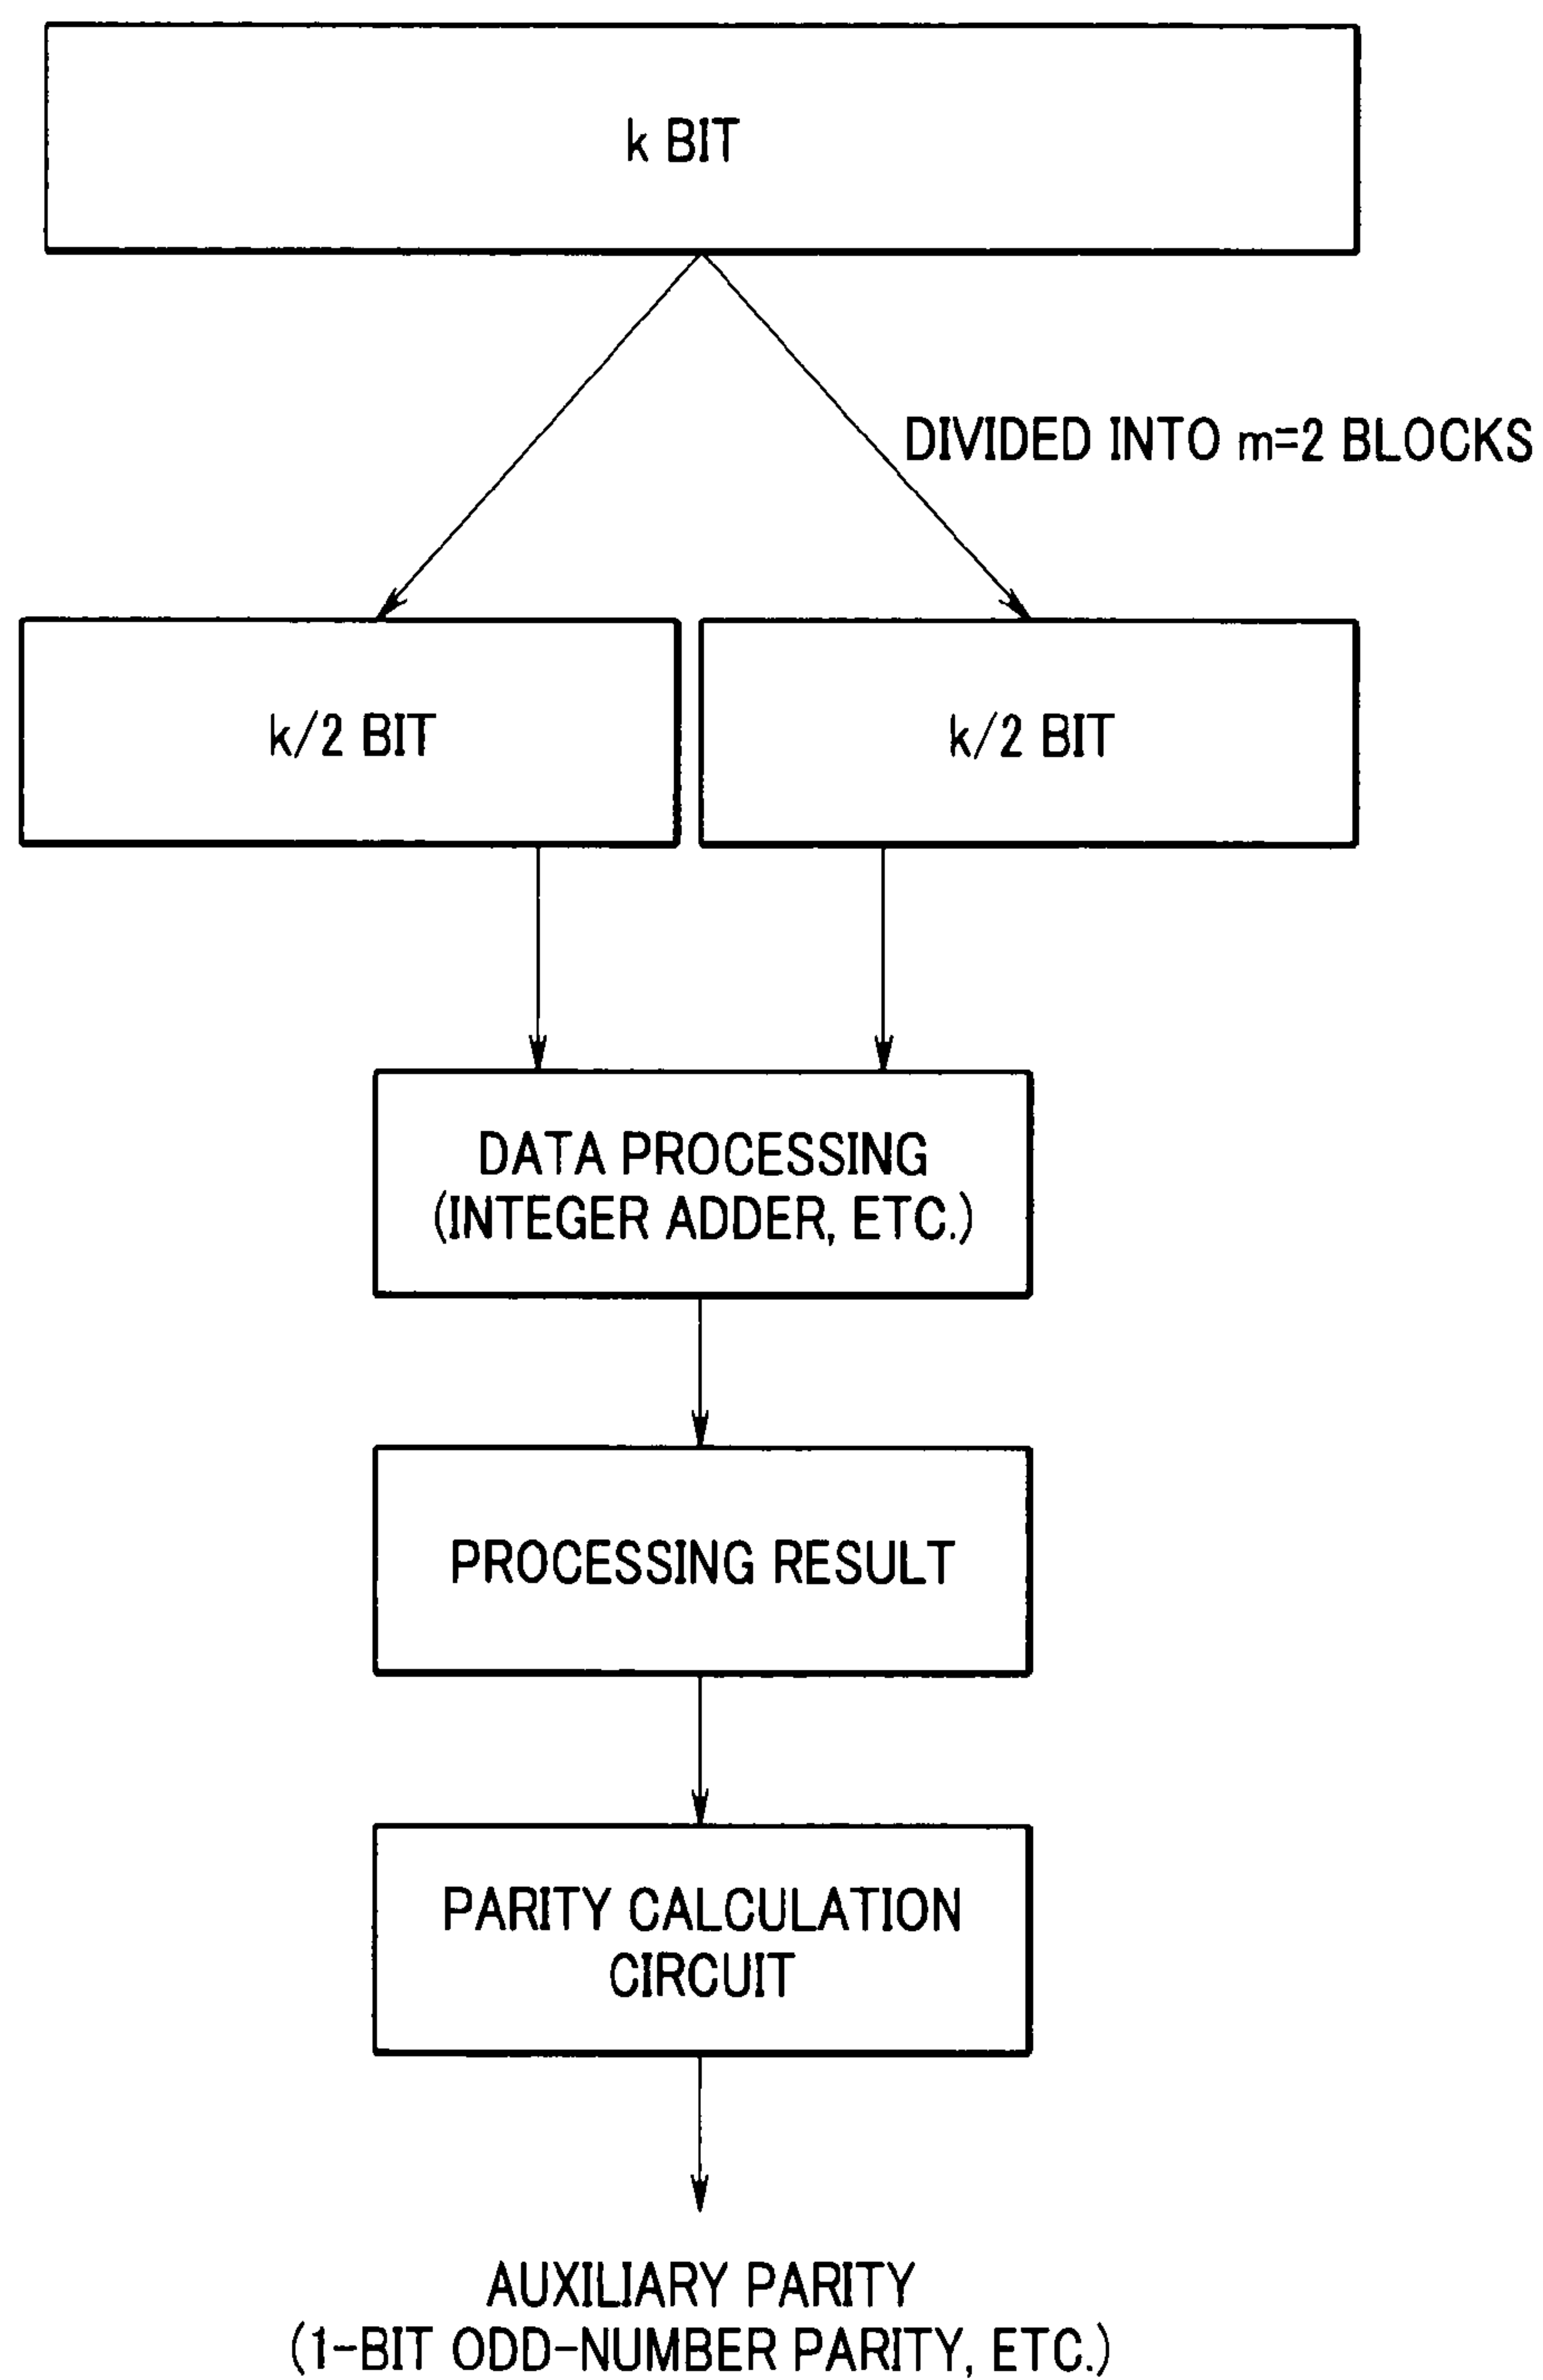 k BIT
DIVIDED INTO m=2 BLOCKS
k/2 BIT
k/2 BIT
DATA PROCESSING
(INTEGER ADDER, ETC.)
PROCESSING RESULT
PARITY CALCULATION
CIRCUIT
AUXILIARY PARITY
(1-BIT ODD-NUMBER PARITY, ETC.)